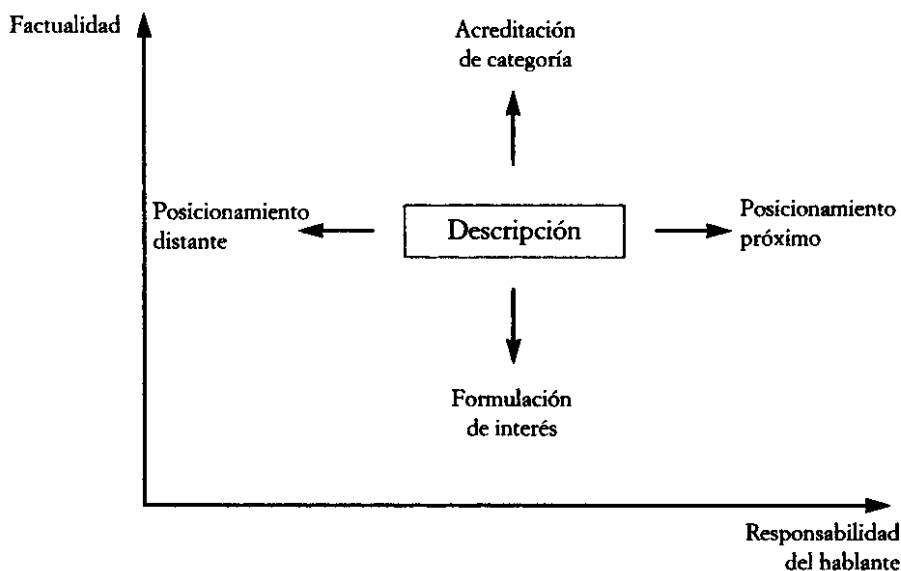 Factualidad
Acreditación
de categoría
Posicionamiento
distante
Descripción
Posicionamiento
próximo
Formulación
de interés
Responsabilidad
del hablante